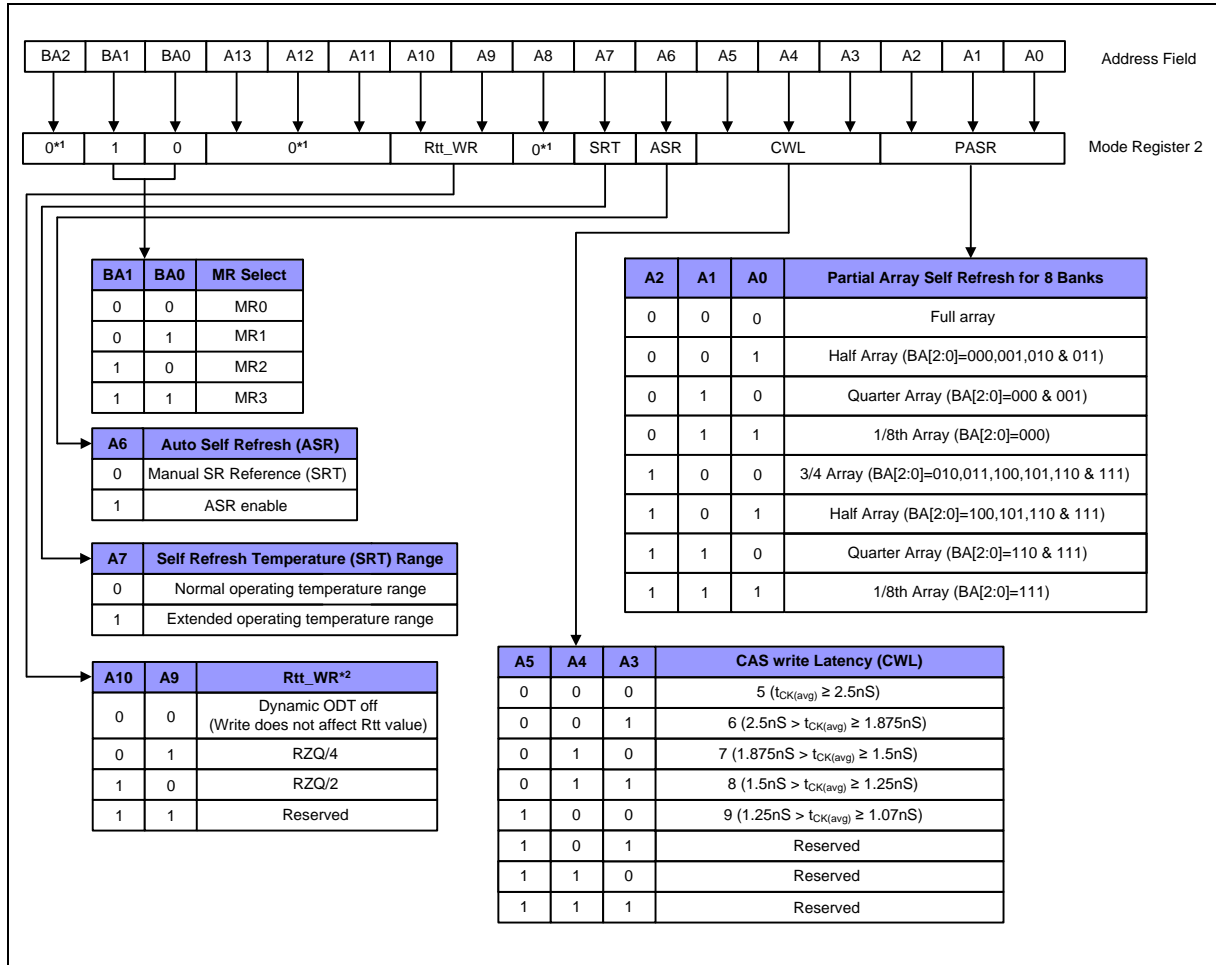 BA2 BA1 BA0 A13 A12 A11 A10 A9 A8 A7 A6 A5 A4 A3 A2 A1 A0 Address Field
0*1 1 0 0*1 Rtt_WR 0*1 SRT ASR CWL PASR Mode Register 2
BA1 BA0 MR Select
0 0 MR0
0 1 MR1
1 0 MR2
1 1 MR3
A6 Auto Self Refresh (ASR)
0 Manual SR Reference (SRT)
1 ASR enable
A7 Self Refresh Temperature (SRT) Range
0 Normal operating temperature range
1 Extended operating temperature range
A10 A9 Rtt_WR*2
0 0 Dynamic ODT off
(Write does not affect Rtt value)
0 1 RZQ/4
1 0 RZQ/2
1 1 Reserved
A2 A1 A0 Partial Array Self Refresh for 8 Banks
0 0 0 Full array
0 0 1 Half Array (BA[2:0]=000,001,010 & 011)
0 1 0 Quarter Array (BA[2:0]=000 & 001)
0 1 1 1/8th Array (BA[2:0]=000)
1 0 0 3/4 Array (BA[2:0]=010,011,100,101,110 & 111)
1 0 1 Half Array (BA[2:0]=100,101,110 & 111)
1 1 0 Quarter Array (BA[2:0]=110 & 111)
1 1 1 1/8th Array (BA[2:0]=111)
A5 A4 A3 CAS write Latency (CWL)
0 0 0 5 (tCK(avg) ≥ 2.5nS)
0 0 1 6 (2.5nS > tCK(avg) ≥ 1.875nS)
0 1 0 7 (1.875nS > tCK(avg) ≥ 1.5nS)
0 1 1 8 (1.5nS > tCK(avg) ≥ 1.25nS)
1 0 0 9 (1.25nS > tCK(avg) ≥ 1.07nS)
1 0 1 Reserved
1 1 0 Reserved
1 1 1 Reserved